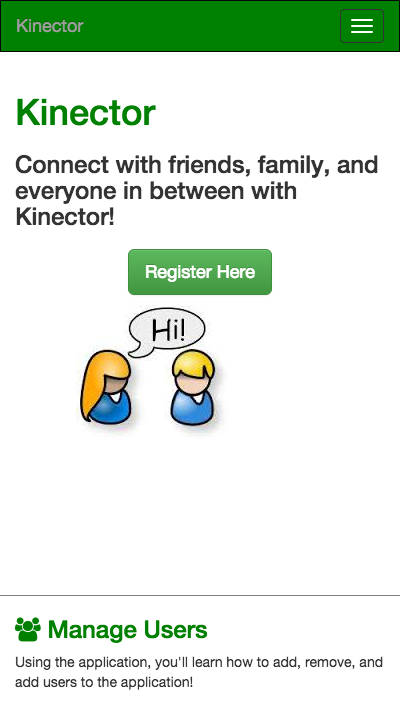 Kinector
Kinector
Connect with friends, family, and
everyone in between with
Kinector!
Register Here
Hi!
Manage Users
Using the application, you'll learn how to add, remove, and
add users to the application!